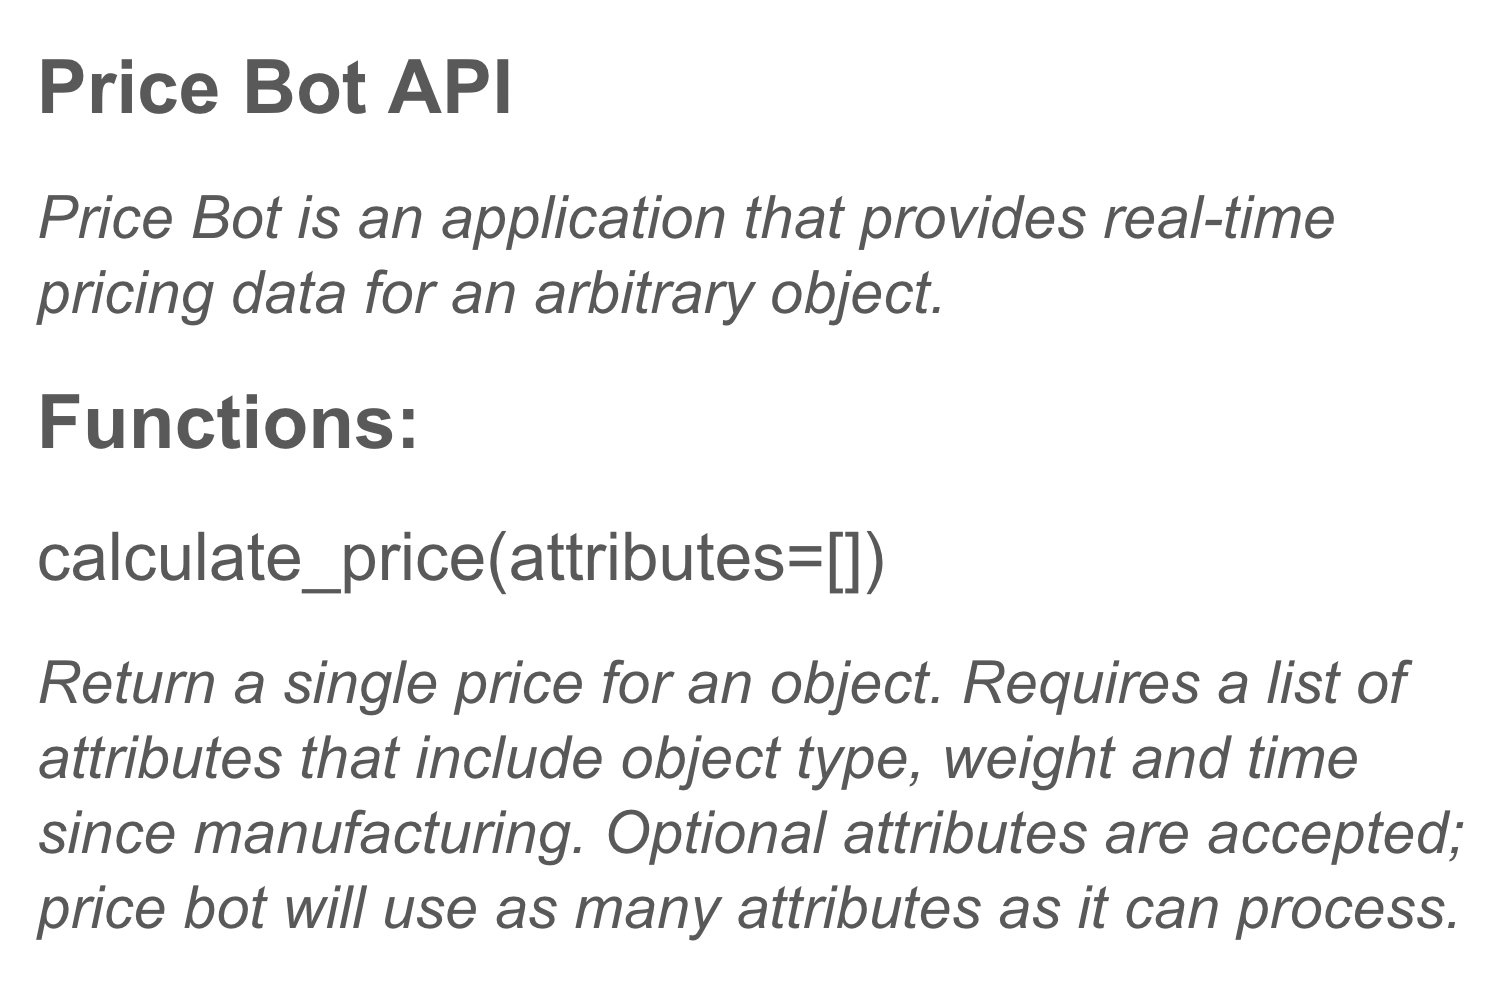 Price Bot API
Price Bot is an application that provides real-time
pricing data for an arbitrary object.
Functions:
calculate_price(attributes=[])
Return a single price for an object. Requires a list of
attributes that include object type, weight and time
since manufacturing. Optional attributes are accepted;
price bot will use as many attributes as it can process.